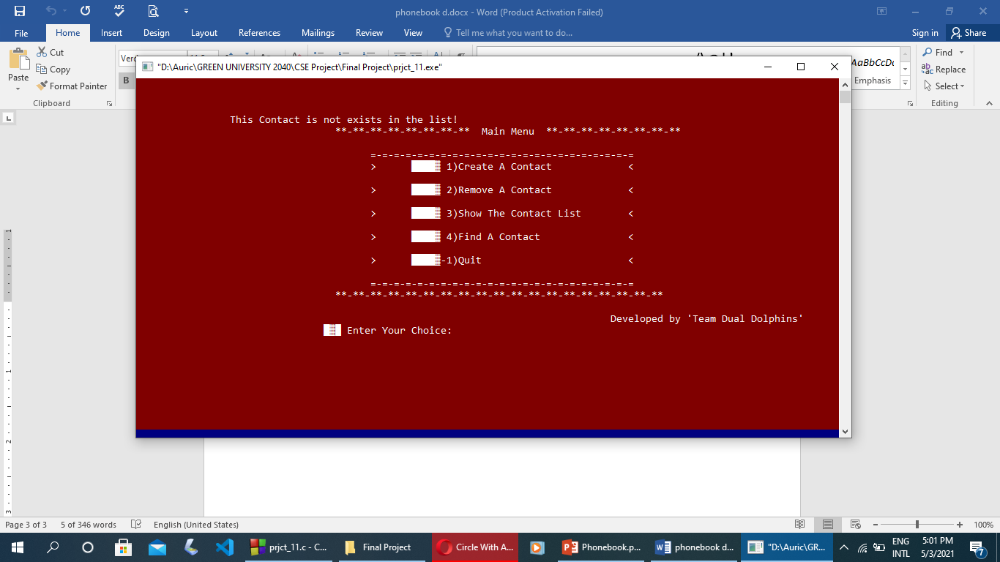 phonebook d.docx - Word (Product Activation Failed)
File Home Insert Design Layout References Mailings Review View Tell me what you want to do... Sign in Share
Cut
Copy
Format Painter
Paste
Clipboard
B
Find
Replace
Select
Editing
AaBbCcDc
Emphasis
"D:\Auric\GREEN UNIVERSITY 2040\CSE Project\Final Project\prjct_11.exe"
This Contact is not exists in the list!
**-**-**-**-**-**-**-** Main Menu **-**-**-**-**-**-**-**
=-=-=-=-=-=-=-=-=-=-=-=-=-=-=-=-=-=-=-=-=-=-=
> 1)Create A Contact <
> 2)Remove A Contact <
> 3)Show The Contact List <
> 4)Find A Contact <
> -1)Quit <
=-=-=-=-=-=-=-=-=-=-=-=-=-=-=-=-=-=-=-=-=-=-=
**-**-**-**-**-**-**-**-**-**-**-**-**-**-**-**-**-**-**
Developed by 'Team Dual Dolphins'
Enter Your Choice:
Page 3 of 3 5 of 346 words English (United States) 100%
prjct_11.c - C... Final Project Circle With A... Phonebook.p... phonebook d... "D:\Auric\GR...
ENG 5:01 PM
INTL 5/3/2021 7